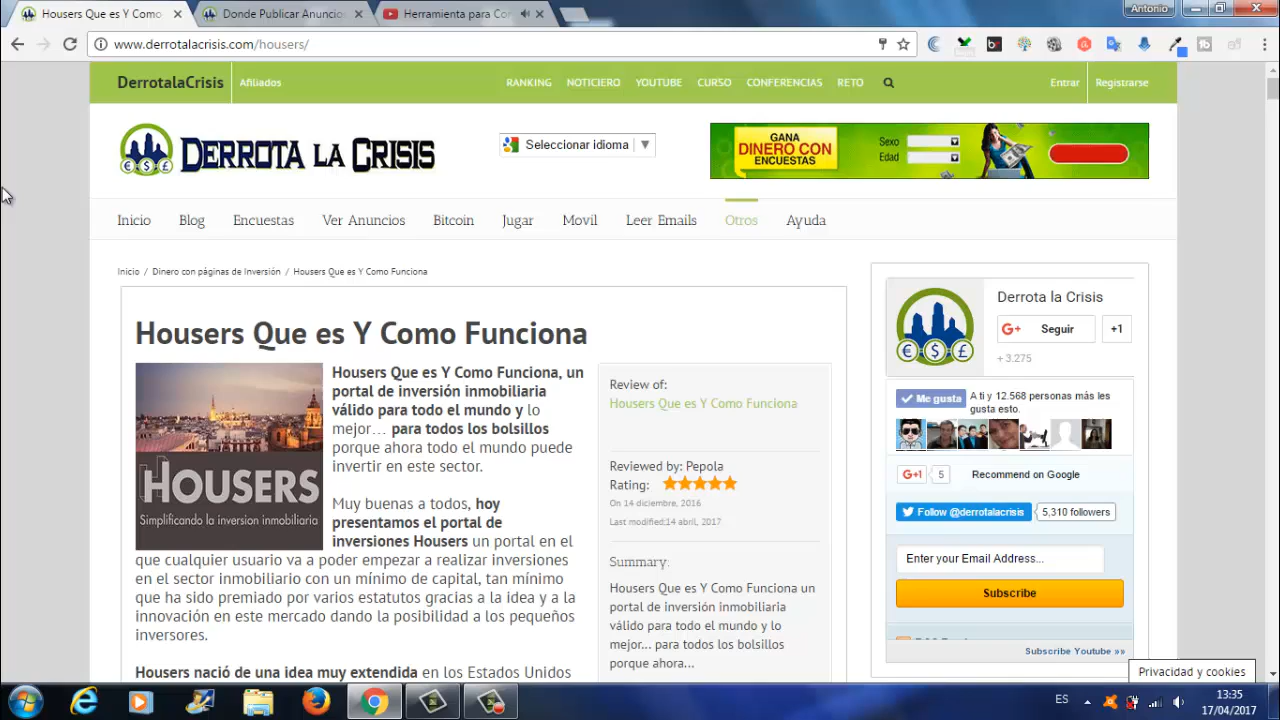 Housers Que es Y Como
Donde Publicar Anuncio
Herramienta para Co
Antonio
www.derrotalacrisis.com/housers/
DerrotalaCrisis
Afiliados
RANKING
NOTICIERO
YOUTUBE
CURSO
CONFERENCIAS
RETO
Entrar
Registrarse
DERROTA LA CRISIS
Seleccionar idioma
GANA
DINERO CON
ENCUESTAS
Sexo
Edad
Inicio
Blog
Encuestas
Ver Anuncios
Bitcoin
Jugar
Movil
Leer Emails
Otros
Ayuda
Inicio / Dinero con páginas de Inversión / Housers Que es Y Como Funciona
Housers Que es Y Como Funciona
HOUSERS
Simplificando la inversion inmobiliaria
Housers Que es Y Como Funciona, un
portal de inversión inmobiliaria
válido para todo el mundo y lo
mejor… para todos los bolsillos
porque ahora todo el mundo puede
invertir en este sector.
Muy buenas a todos, hoy
presentamos el portal de
inversiones Housers un portal en el
que cualquier usuario va a poder empezar a realizar inversiones
en el sector inmobiliario con un mínimo de capital, tan mínimo
que ha sido premiado por varios estatutos gracias a la idea y a la
innovación en este mercado dando la posibilidad a los pequeños
inversores.
Housers nació de una idea muy extendida en los Estados Unidos
Review of:
Housers Que es Y Como Funciona
Reviewed by: Pepola
Rating:
On 14 diciembre, 2016
Last modified:14 abril, 2017
Summary:
Housers Que es Y Como Funciona un
portal de inversión inmobiliaria
válido para todo el mundo y lo
mejor... para todos los bolsillos
porque ahora...
Derrota la Crisis
G+ Seguir
+1
+ 3.275
Me gusta
A ti y 12.568 personas más les
gusta esto.
G+1
5
Recommend on Google
Follow @derrotalacrisis
5,310 followers
Enter your Email Address...
Subscribe
Subscribe Youtube »»
Privacidad y cookies
ES
13:35
17/04/2017